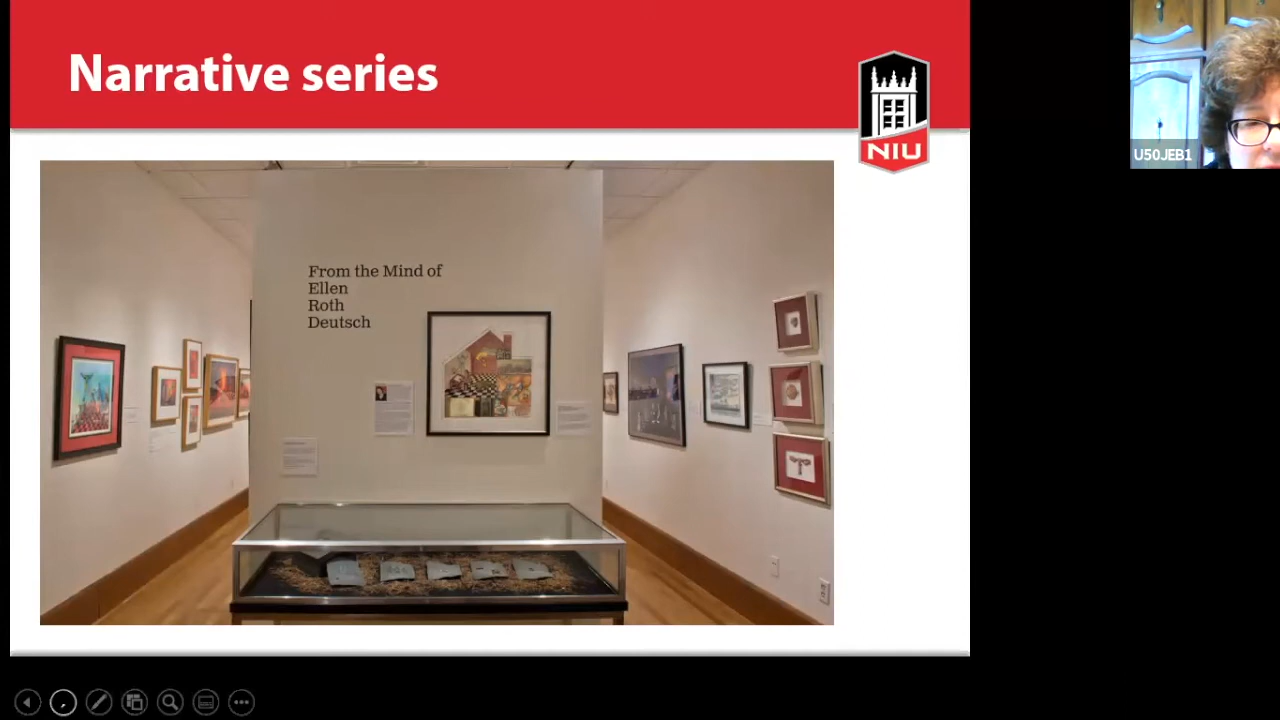 Narrative series
NIU
U50JEB1
From the Mind of
Ellen
Roth
Deutsch